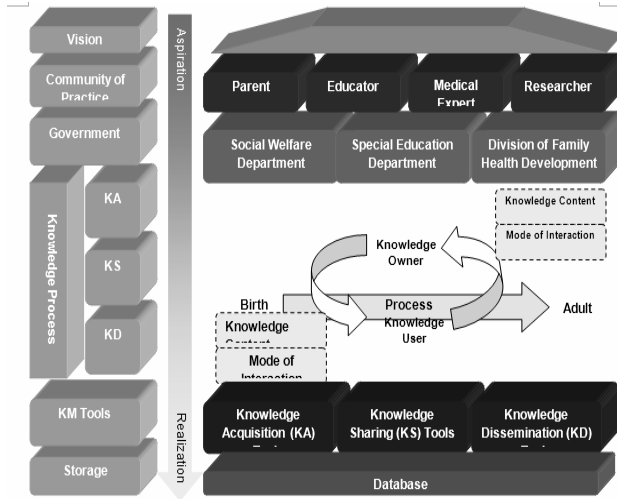 Vision
Community of
Practice
Government
Knowledge Process
KA
KS
KD
KM Tools
Storage
Aspiration
Realization
Parent
Educator
Medical
Expert
Researcher
Social Welfare
Department
Special Education
Department
Division of Family
Health Development
Knowledge Content
Mode of Interaction
Knowledge
Owner
Birth
Process
Adult
Knowledge
User
Knowledge
Content
Mode of
Interaction
Knowledge
Acquisition (KA)
Knowledge
Sharing (KS) Tools
Knowledge
Dissemination (KD)
Database